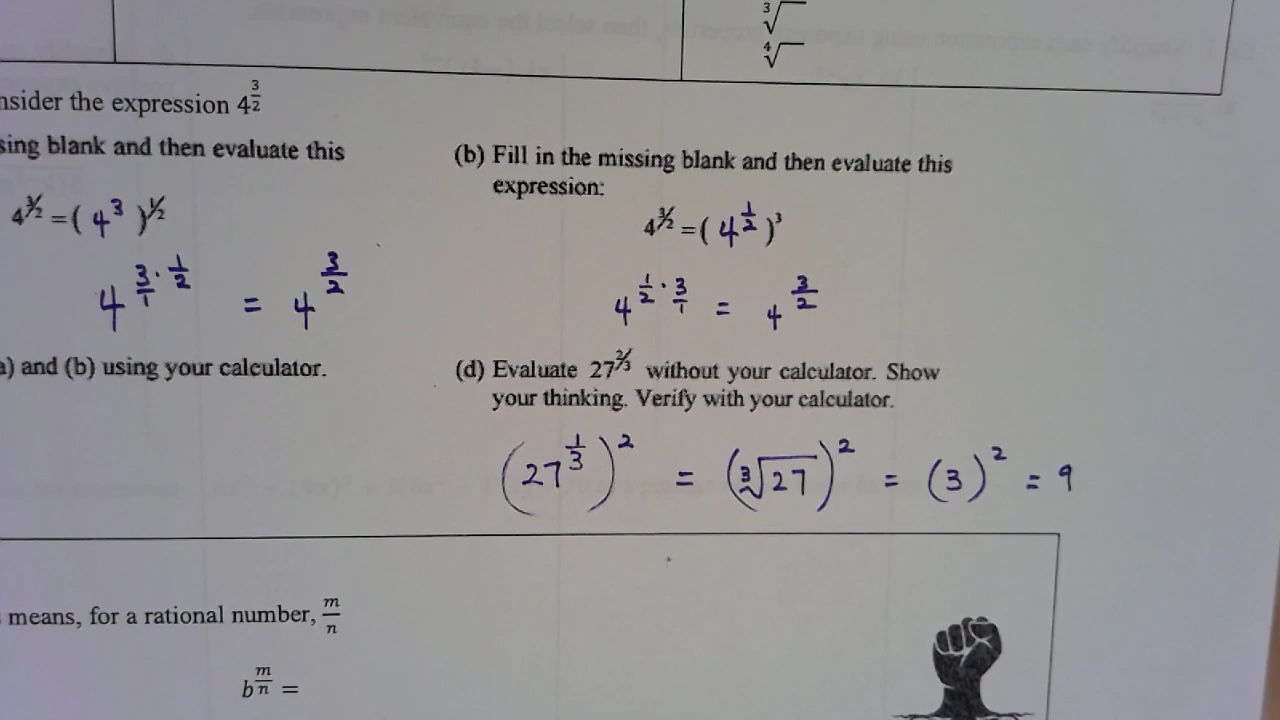 ∛
∜
nsider the expression 4^(3/2)
sing blank and then evaluate this
4^(3/2) = ( 4^3 )^(1/2)
4^(3/1 · 1/2) = 4^(3/2)
(b) Fill in the missing blank and then evaluate this
expression:
4^(3/2) = ( 4^(1/2) )^3
4^(1/2 · 3/1) = 4^(3/2)
a) and (b) using your calculator.
(d) Evaluate 27^(2/3) without your calculator. Show
your thinking. Verify with your calculator.
(27^(1/3))^2 = (∛27)^2 = (3)^2 = 9
means, for a rational number, m/n
b^(m/n) =